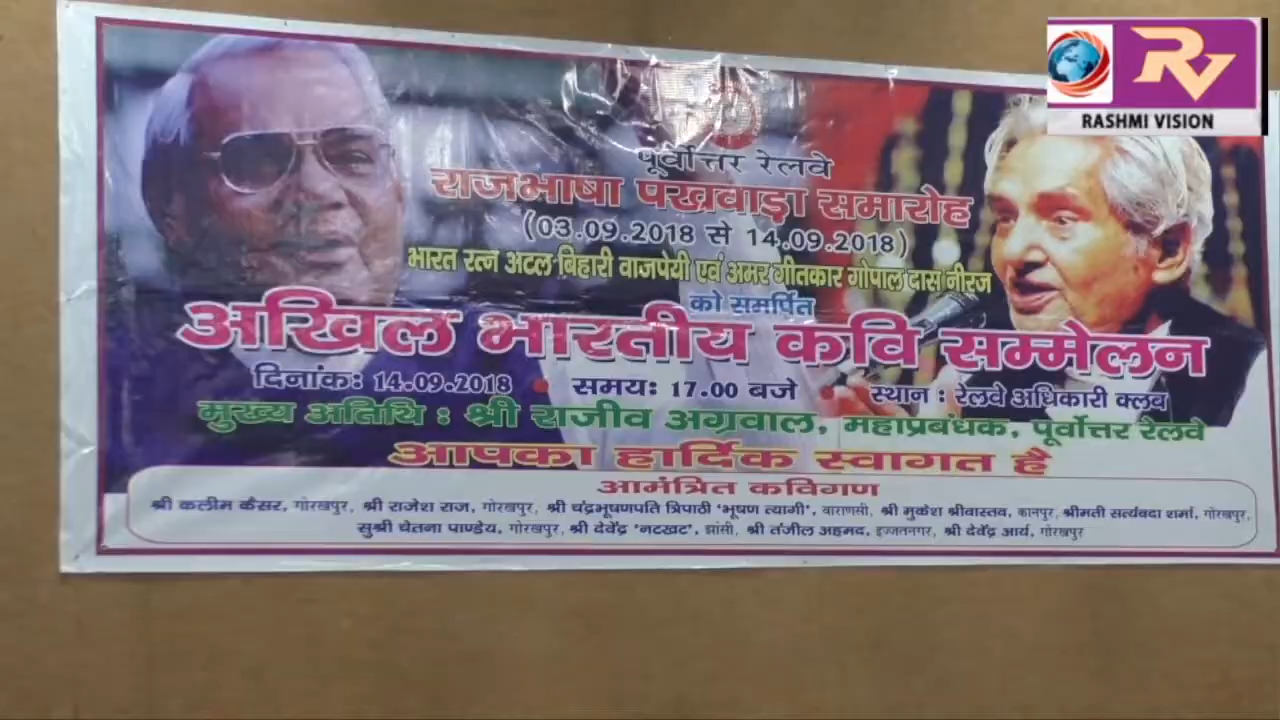 RV
RASHMI VISION
पूर्वोत्तर रेलवे
राजभाषा पखवाड़ा समारोह
(03.09.2018 से 14.09.2018)
भारत रत्न अटल बिहारी वाजपेयी एवं अमर गीतकार गोपाल दास नीरज
को समर्पित
अखिल भारतीय कवि सम्मेलन
दिनांकः 14.09.2018 • समयः 17.00 बजे • स्थान : रेलवे अधिकारी क्लब
मुख्य अतिथि : श्री राजीव अग्रवाल, महाप्रबंधक, पूर्वोत्तर रेलवे
आपका हार्दिक स्वागत है
आमंत्रित कविगण
श्री कलीम कैसर, गोरखपुर, श्री राजेश राज, गोरखपुर, श्री चंद्रभूषणपति त्रिपाठी 'भूषण त्यागी', वाराणसी, श्री मुकेश श्रीवास्तव, कानपुर, श्रीमती सत्यंवदा शर्मा, गोरखपुर,
सुश्री चेतना पाण्डेय, गोरखपुर, श्री देवेंद्र 'नटखट', झांसी, श्री तंजील अहमद, इज्जतनगर, श्री देवेंद्र आर्य, गोरखपुर